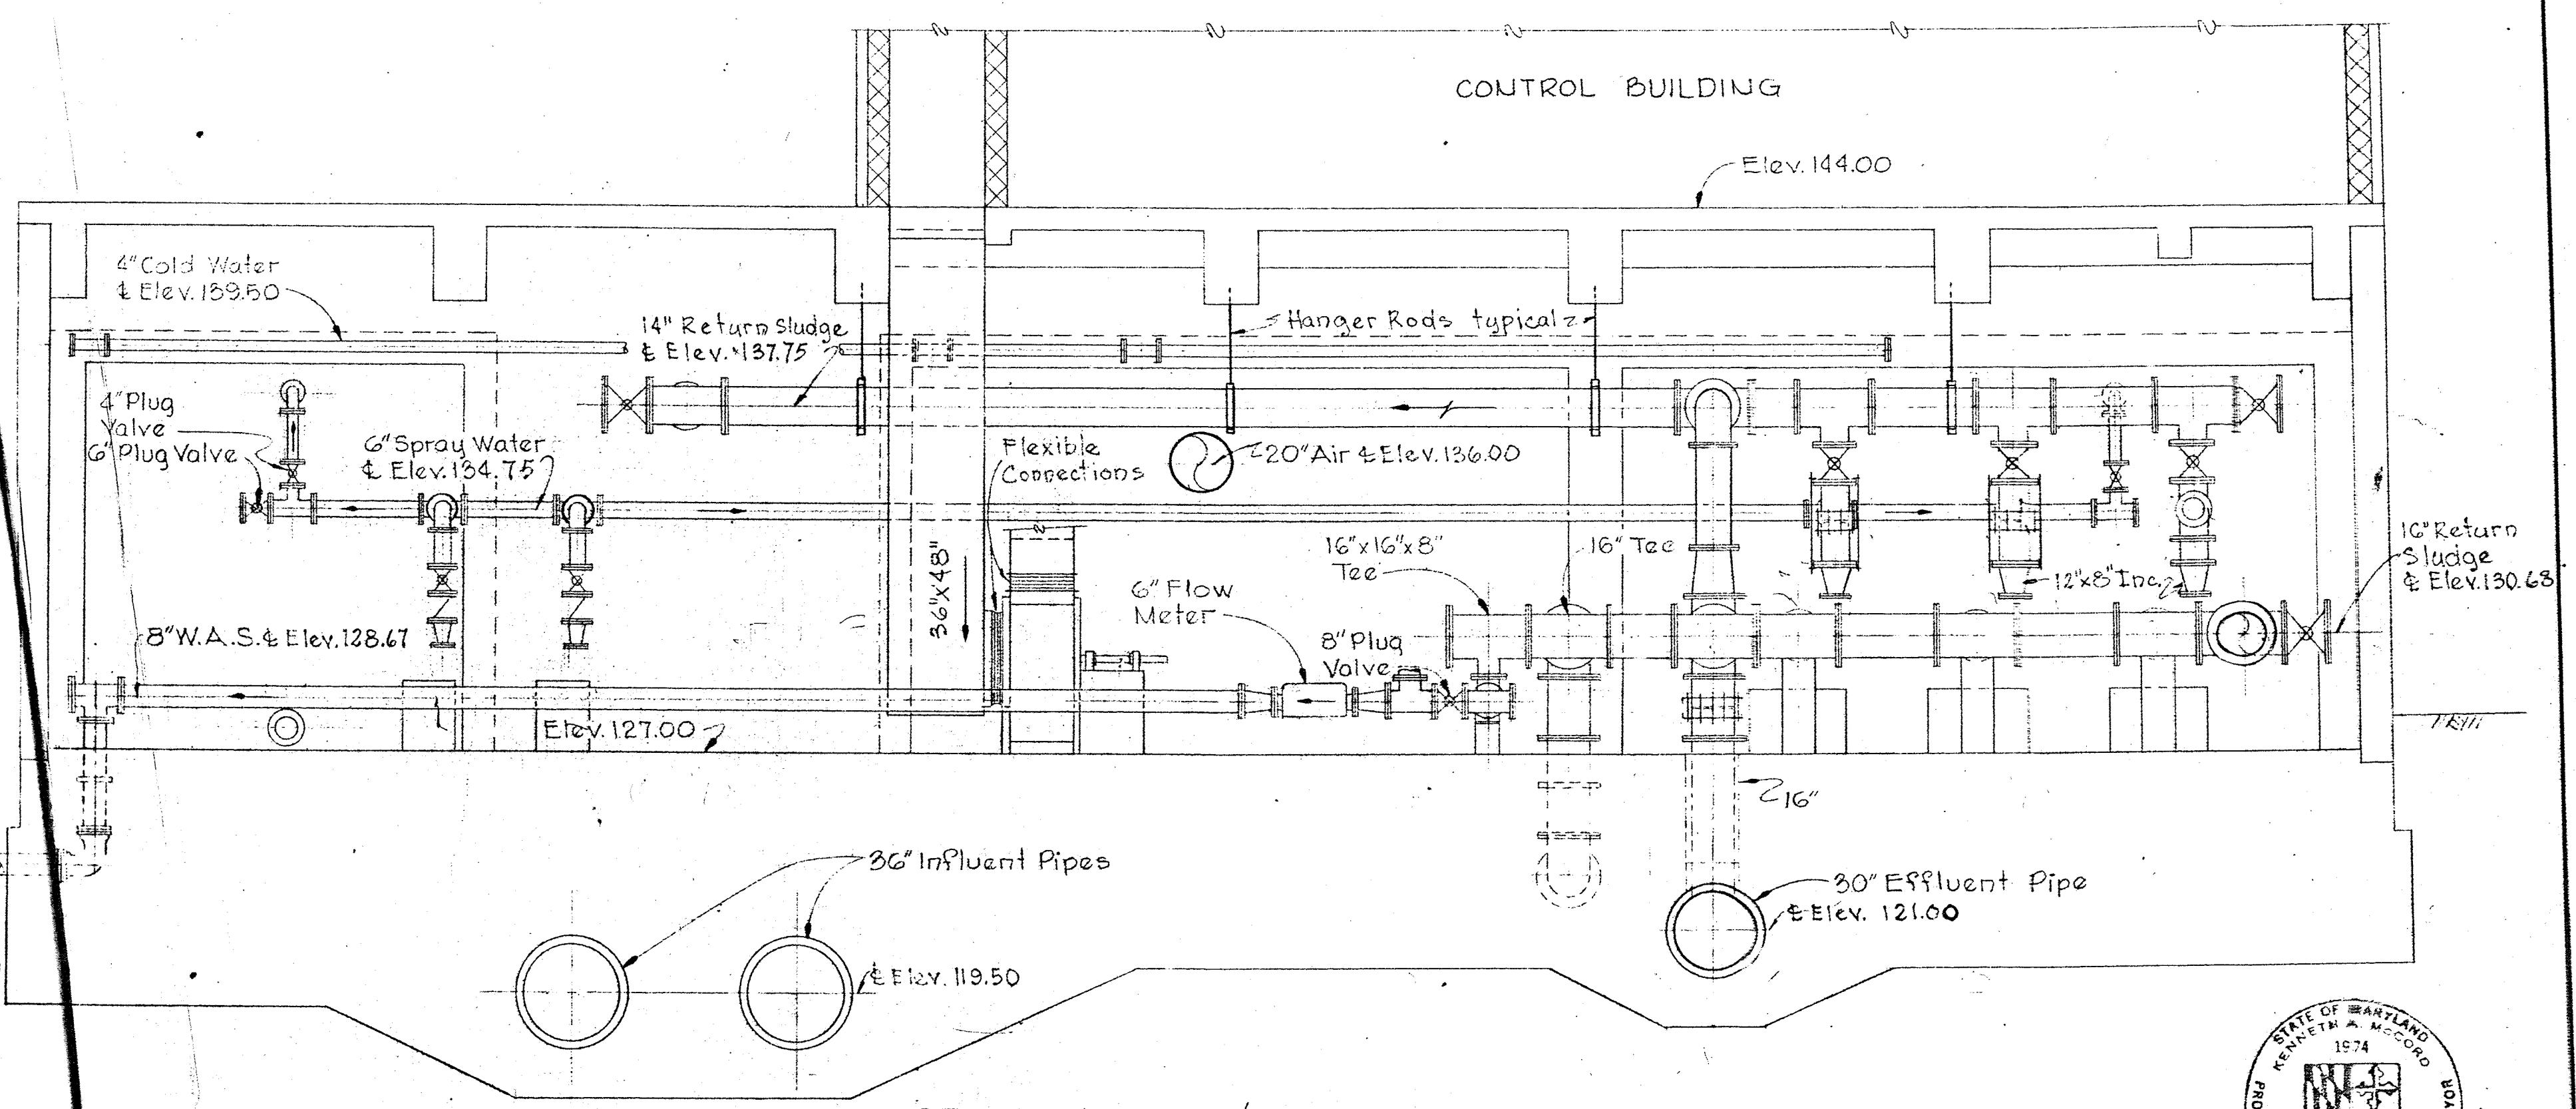 CONTROL BUILDING
Elev. 144.00
4" Cold Water
℄ Elev. 139.50
14" Return Sludge
℄ Elev. 137.75
Hanger Rods typical
4" Plug
Valve
6" Plug Valve
6" Spray Water
℄ Elev. 134.75
Flexible
Connections
20" Air ℄ Elev. 136.00
36"x48"
16"x16"x8"
Tee
16" Tee
12"x8" Inc.
16" Return
Sludge
℄ Elev. 130.68
6" Flow
Meter
8" Plug
Valve
8" W.A.S. ℄ Elev. 128.67
Elev. 127.00
16"
36" Influent Pipes
30" Effluent Pipe
℄ Elev. 121.00
℄ Elev. 119.50
STATE OF MARYLAND
KENNETH A. McCORD
1974